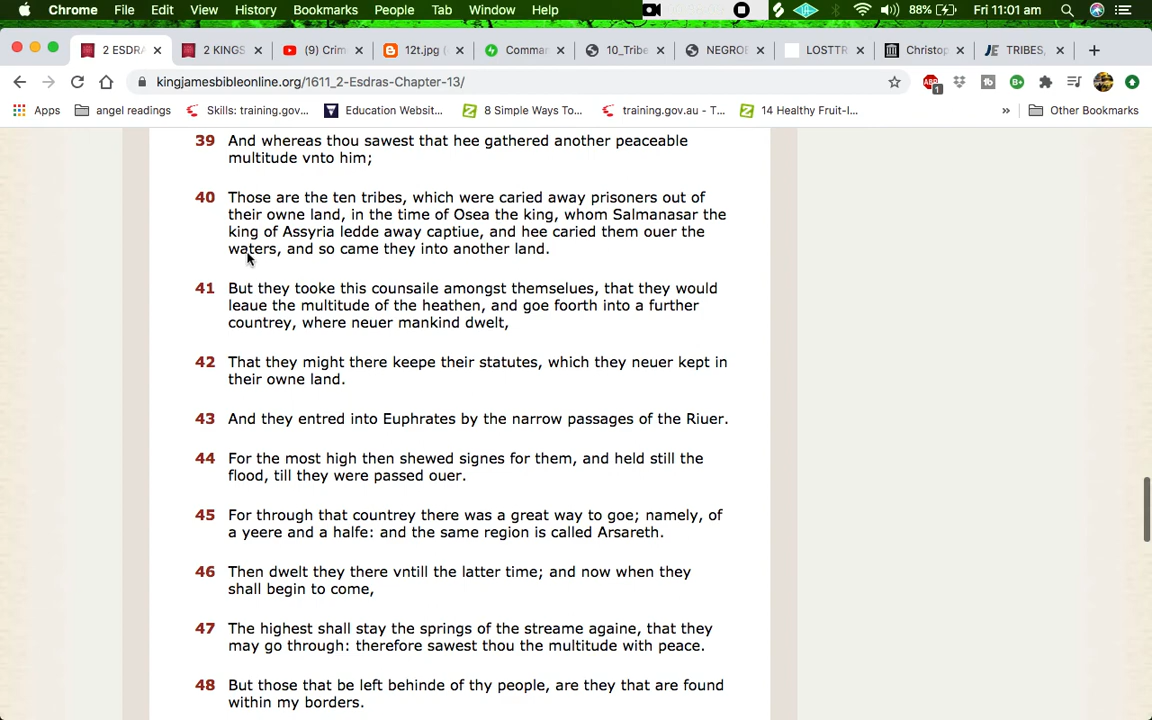 Chrome File Edit View History Bookmarks People Tab Window Help 88% Fri 11:01 am
2 ESDRA 2 KINGS (9) Crim 12t.jpg ( Comman 10_Tribe NEGROE LOSTTR Christop JE TRIBES,
kingjamesbibleonline.org/1611_2-Esdras-Chapter-13/
Apps angel readings Skills: training.gov... Education Websit... 8 Simple Ways To... training.gov.au - T... 14 Healthy Fruit-I... » Other Bookmarks
39 And whereas thou sawest that hee gathered another peaceable
multitude vnto him;
40 Those are the ten tribes, which were caried away prisoners out of
their owne land, in the time of Osea the king, whom Salmanasar the
king of Assyria ledde away captiue, and hee caried them ouer the
waters, and so came they into another land.
41 But they tooke this counsaile amongst themselues, that they would
leaue the multitude of the heathen, and goe foorth into a further
countrey, where neuer mankind dwelt,
42 That they might there keepe their statutes, which they neuer kept in
their owne land.
43 And they entred into Euphrates by the narrow passages of the Riuer.
44 For the most high then shewed signes for them, and held still the
flood, till they were passed ouer.
45 For through that countrey there was a great way to goe; namely, of
a yeere and a halfe: and the same region is called Arsareth.
46 Then dwelt they there vntill the latter time; and now when they
shall begin to come,
47 The highest shall stay the springs of the streame againe, that they
may go through: therefore sawest thou the multitude with peace.
48 But those that be left behinde of thy people, are they that are found
within my borders.